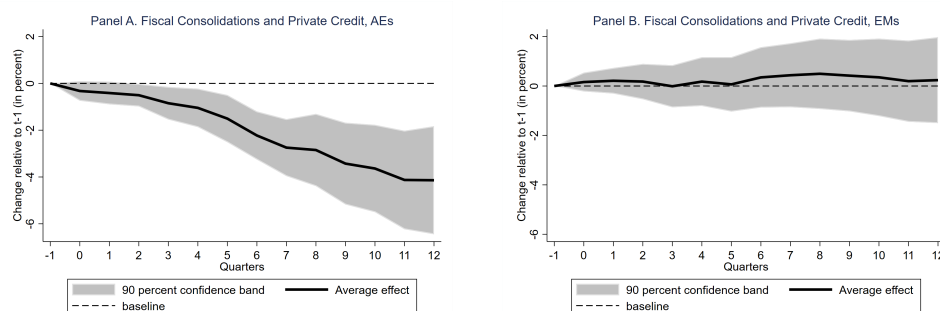 Panel A. Fiscal Consolidations and Private Credit, AEs
Change relative to t-1 (in percent)
2
0
-2
-4
-6
-1 0 1 2 3 4 5 6 7 8 9 10 11 12
Quarters
90 percent confidence band Average effect
baseline
Panel B. Fiscal Consolidations and Private Credit, EMs
Change relative to t-1 (in percent)
2
0
-2
-4
-6
-1 0 1 2 3 4 5 6 7 8 9 10 11 12
Quarters
90 percent confidence band Average effect
baseline